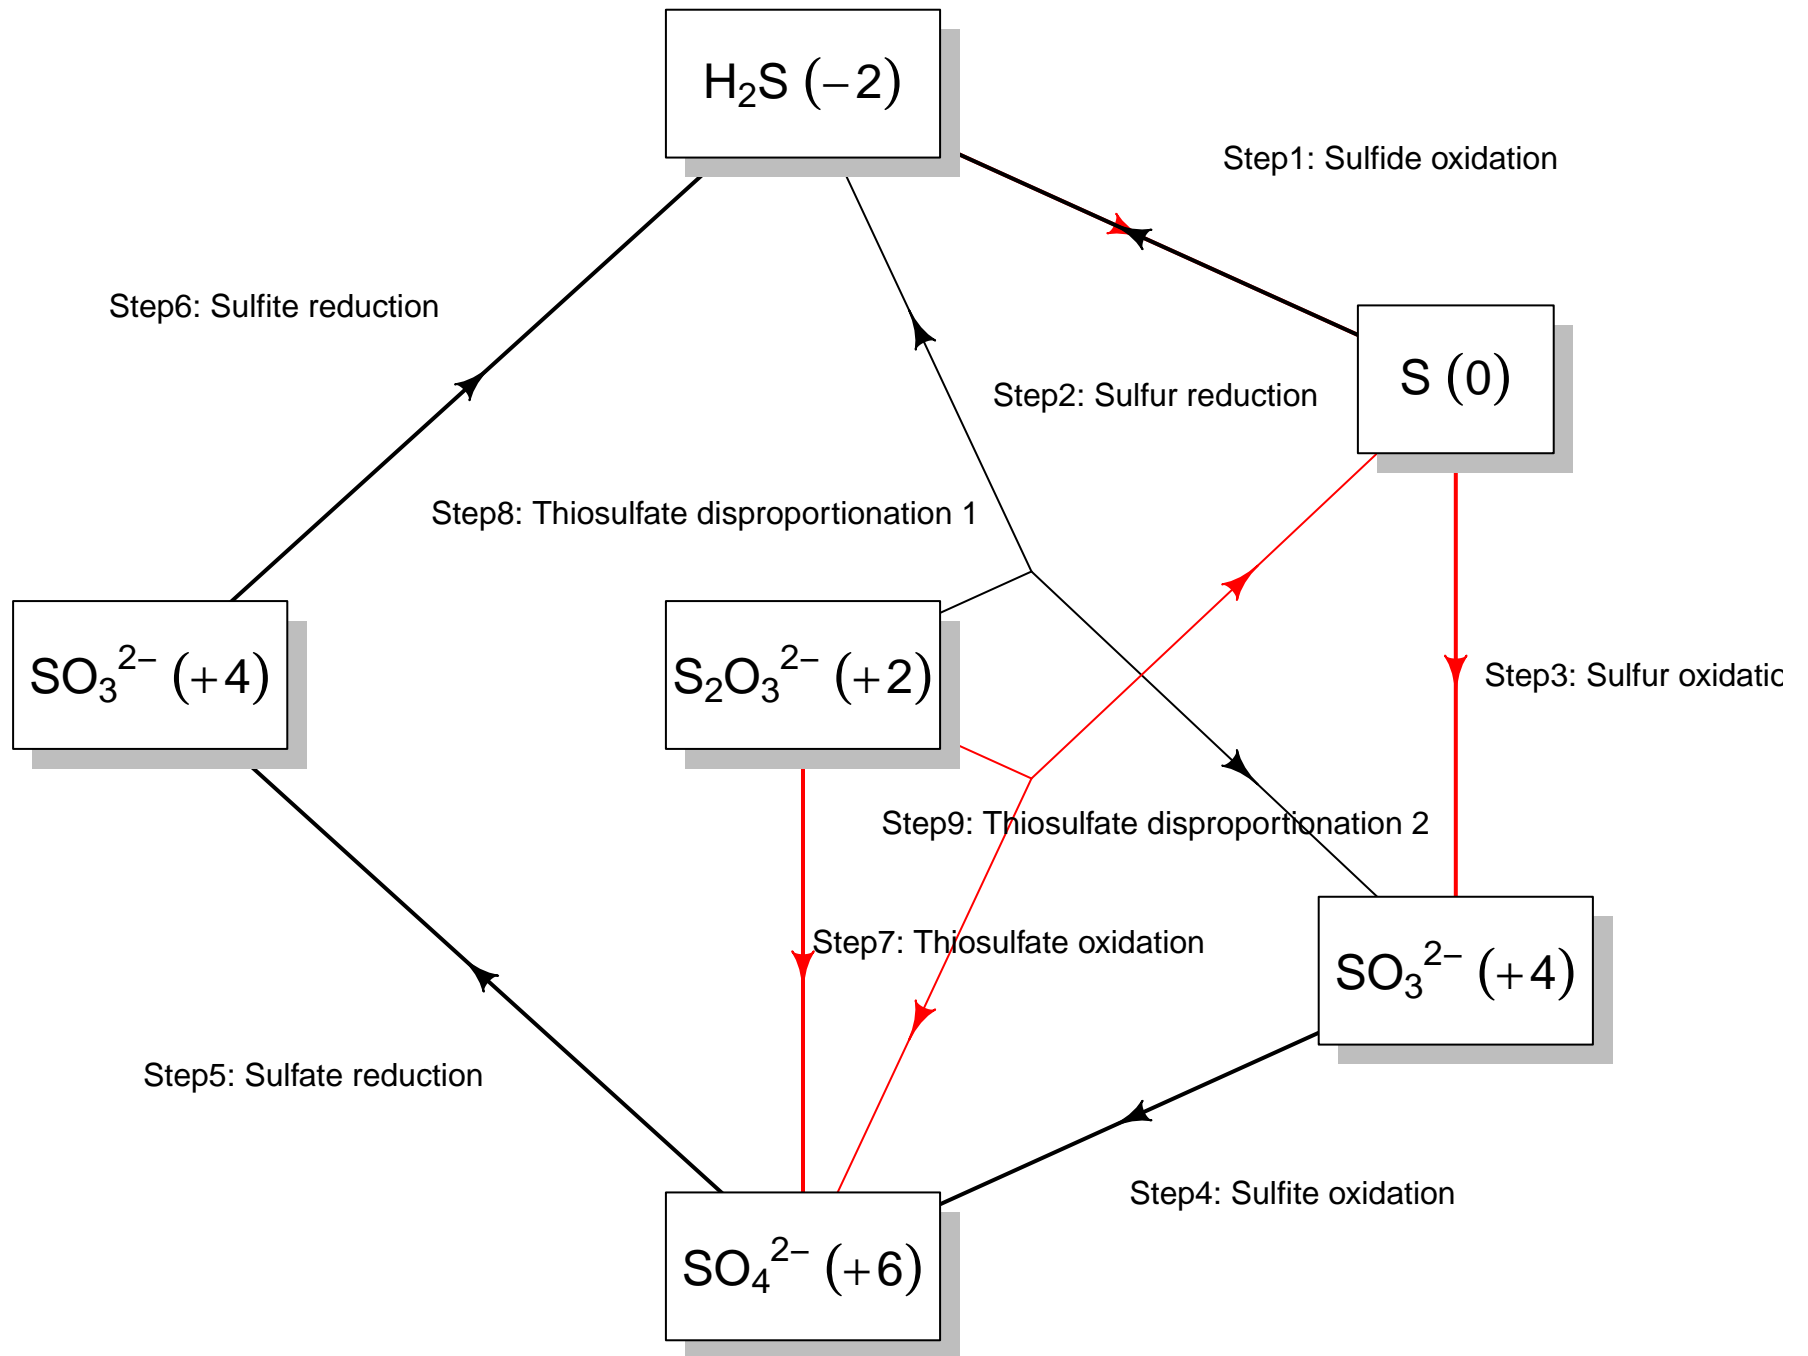 H₂S (−2)
Step1: Sulfide oxidation
Step6: Sulfite reduction
S (0)
Step2: Sulfur reduction
Step8: Thiosulfate disproportionation 1
SO₃²⁻ (+4)
S₂O₃²⁻ (+2)
Step3: Sulfur oxidatic
Step9: Thiosulfate disproportionation 2
Step7: Thiosulfate oxidation
SO₃²⁻ (+4)
Step5: Sulfate reduction
Step4: Sulfite oxidation
SO₄²⁻ (+6)